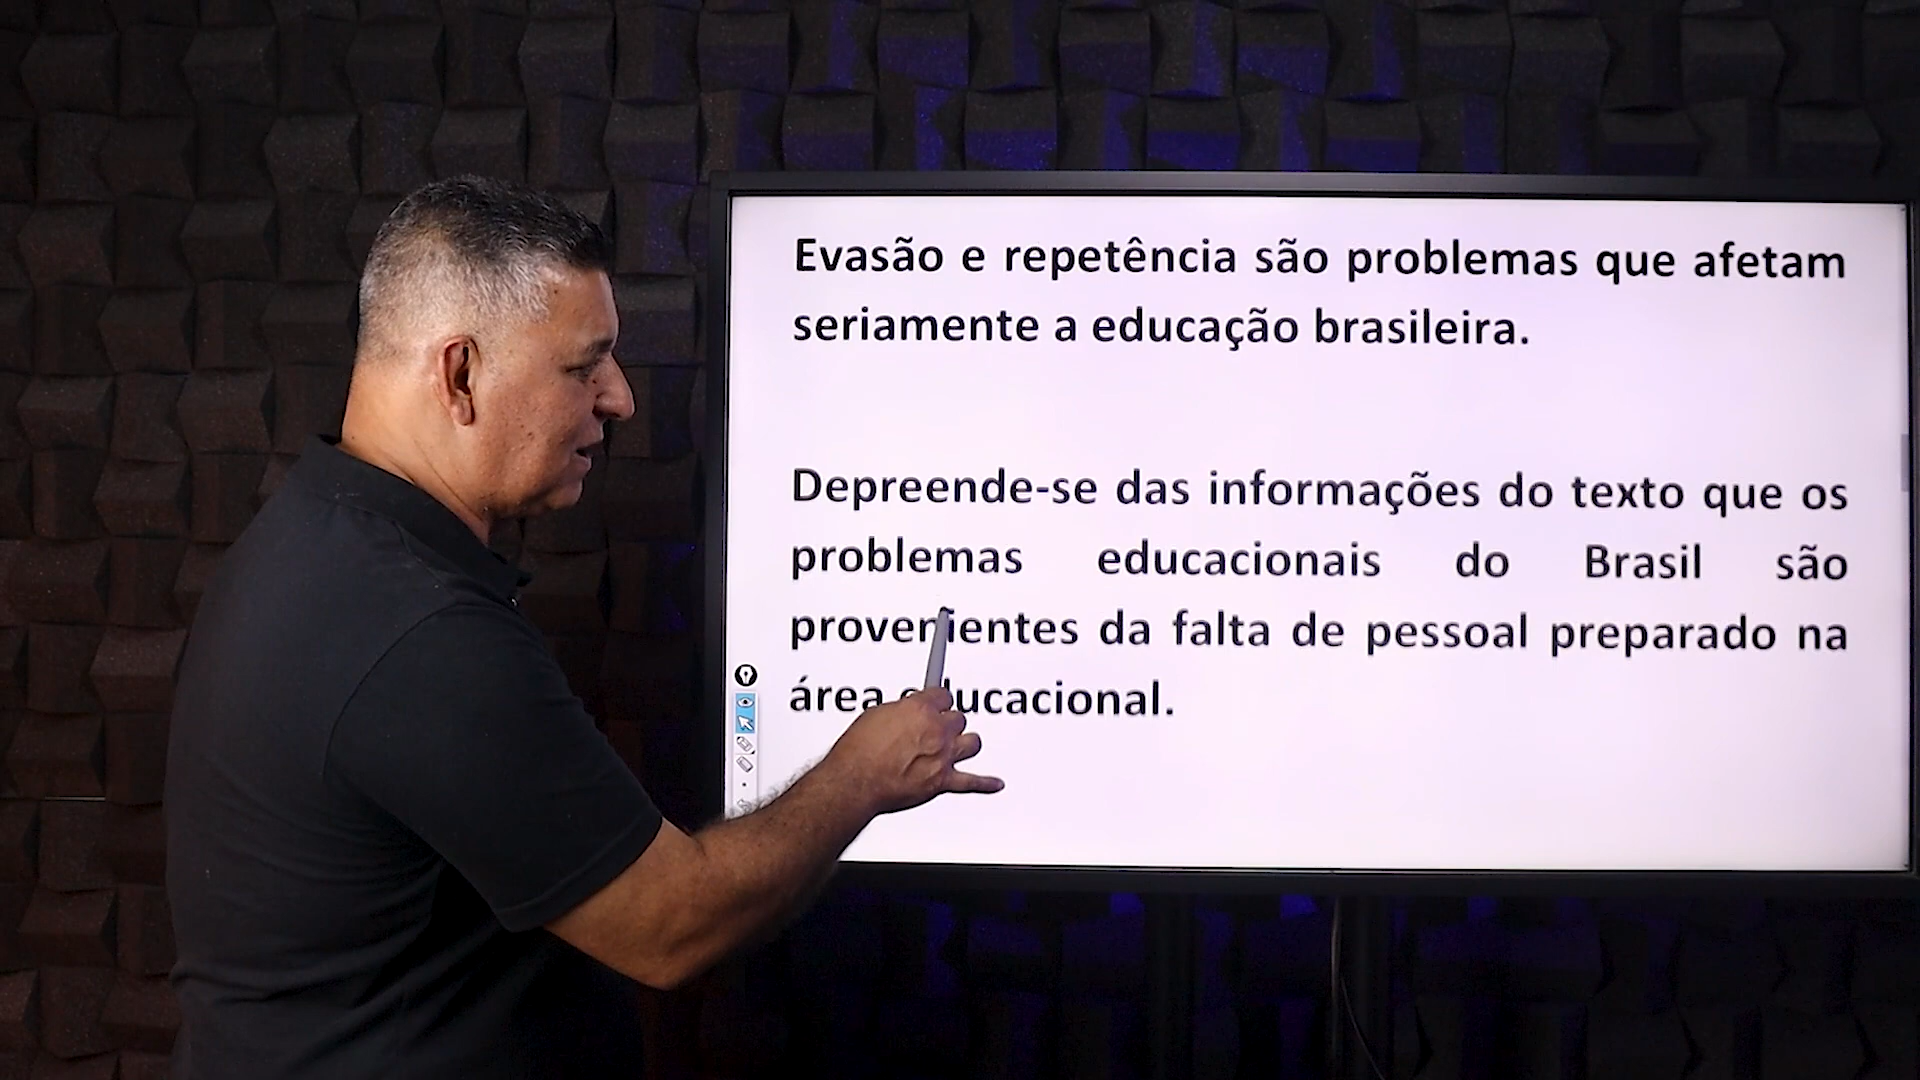 Evasão e repetência são problemas que afetam
seriamente a educação brasileira.
Depreende-se das informações do texto que os
problemas educacionais do Brasil são
provenientes da falta de pessoal preparado na
área educacional.